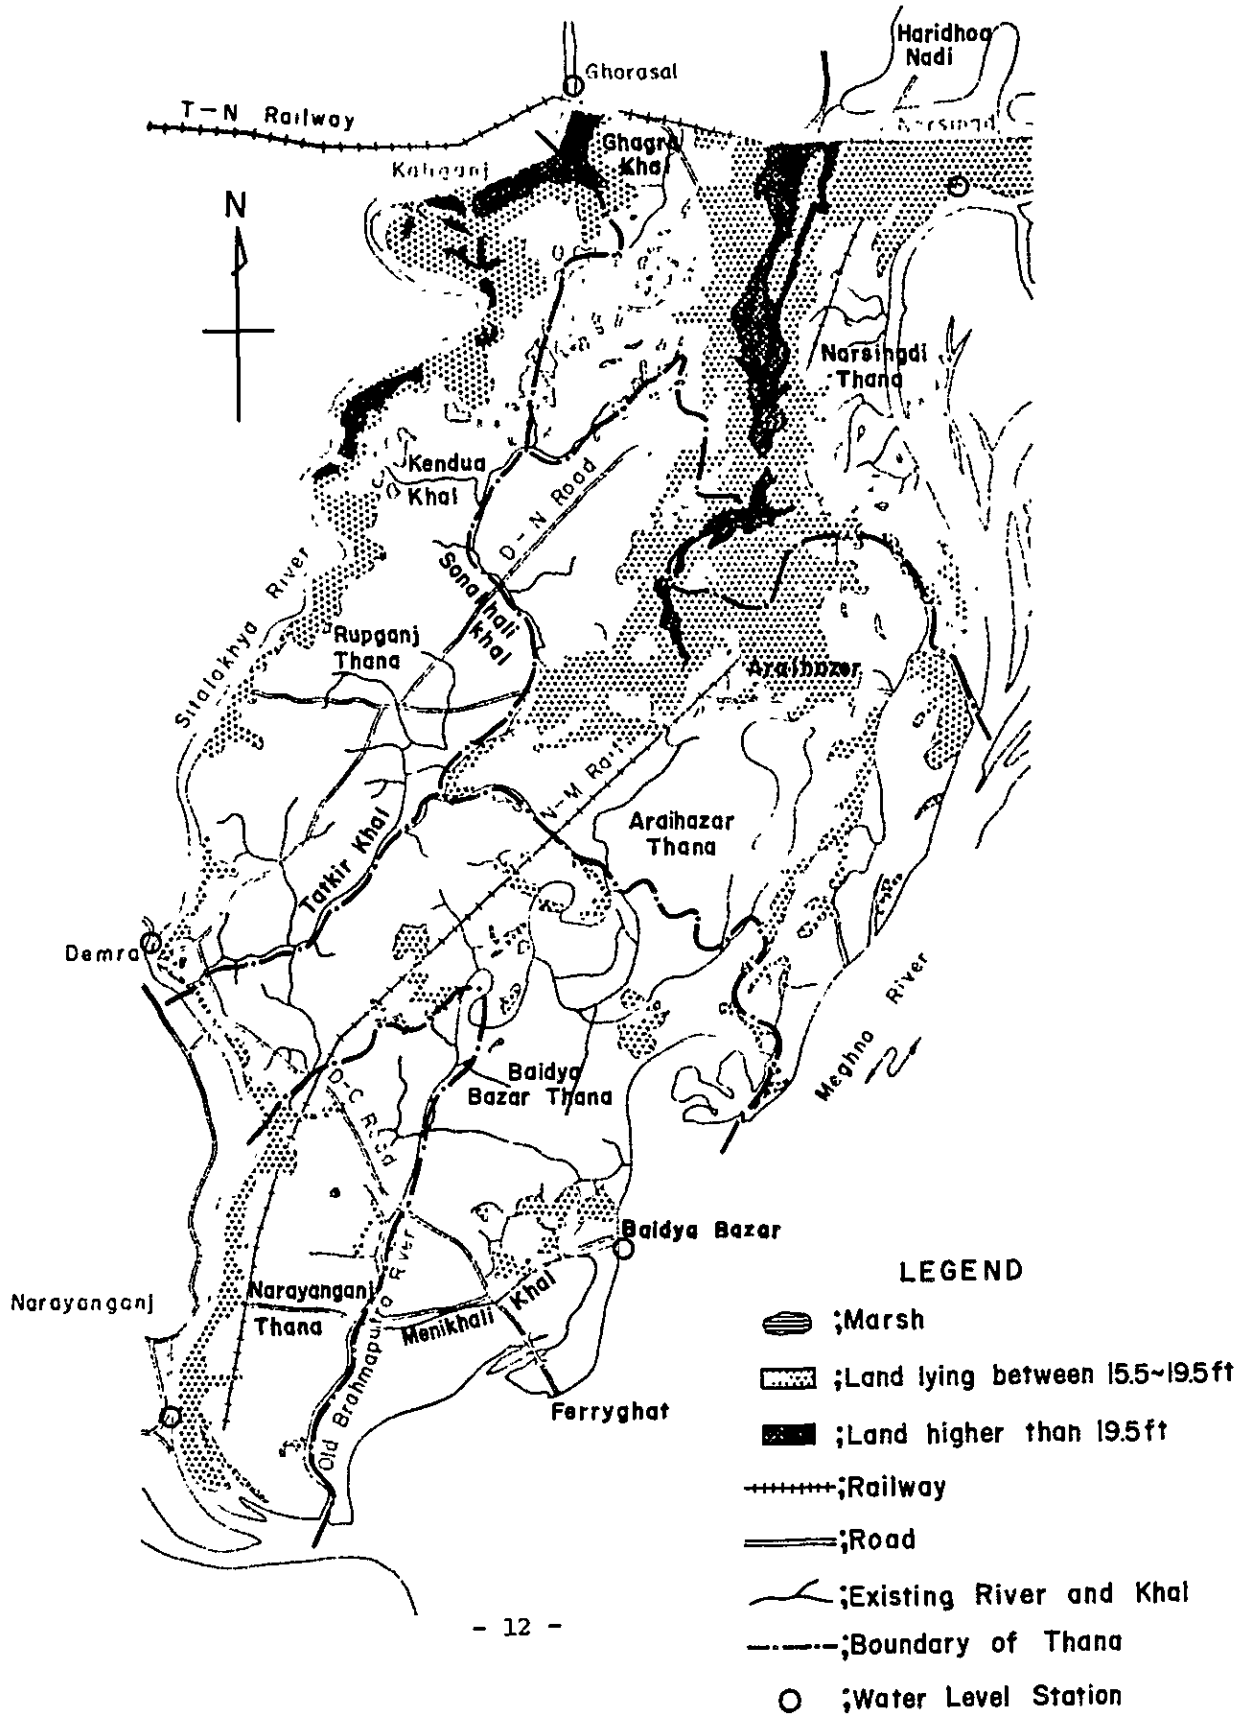 Haridhoa
Nadi
Ghorasal
T-N Railway
Narsingdi
Ghagra
Khal
Kaliganj
N
Narsingdi
Thana
Kendua
Khal
D-N Road
Sonakhali
khal
Sitalakhya River
Rupganj
Thana
Araihazar
Araihazar
Thana
Tatkir Khal
Demra
Meghna River
Baidya
Bazar Thana
D-C Road
Baidya Bazar
Narayanganj
Narayanganj
Thana
Menikhali Khal
Old Brahmaputra River
Ferryghat
LEGEND
;Marsh
;Land lying between 15.5~19.5ft
;Land higher than 19.5ft
;Railway
;Road
;Existing River and Khal
;Boundary of Thana
;Water Level Station
- 12 -